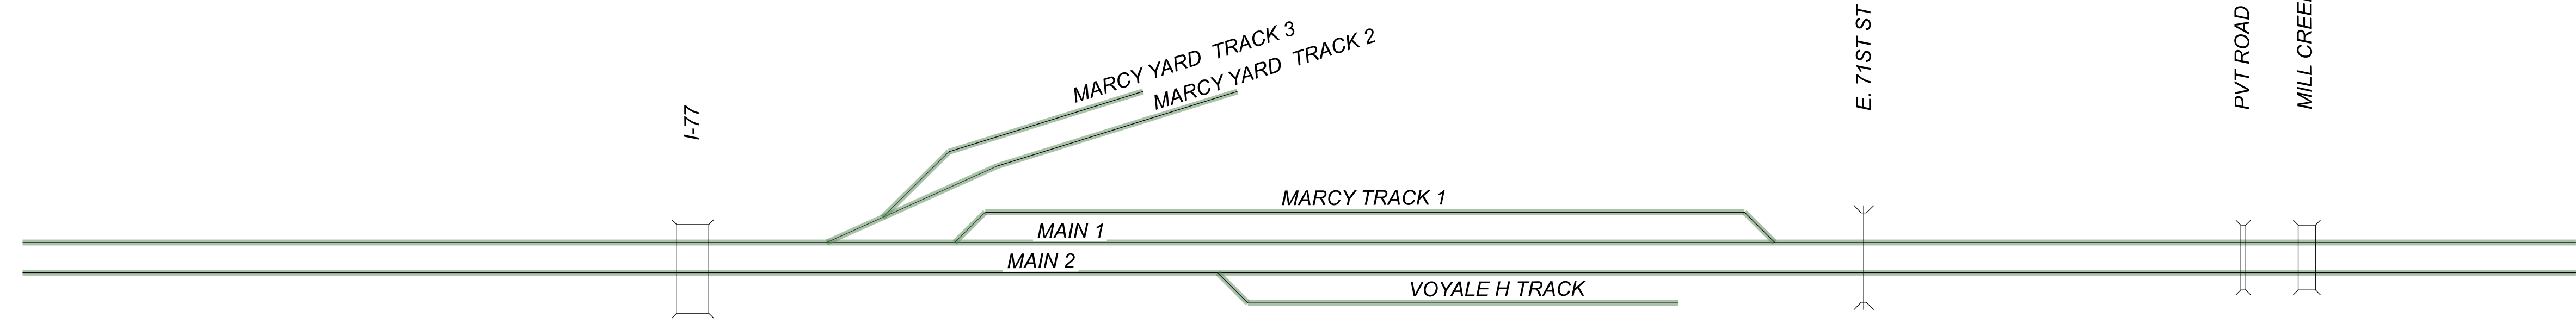 MARCY YARD TRACK 3
MARCY YARD TRACK 2
I-77
E. 71ST ST
PVT ROAD
MILL
MARCY TRACK 1
MAIN 1
MAIN 2
VOYALE H TRACK